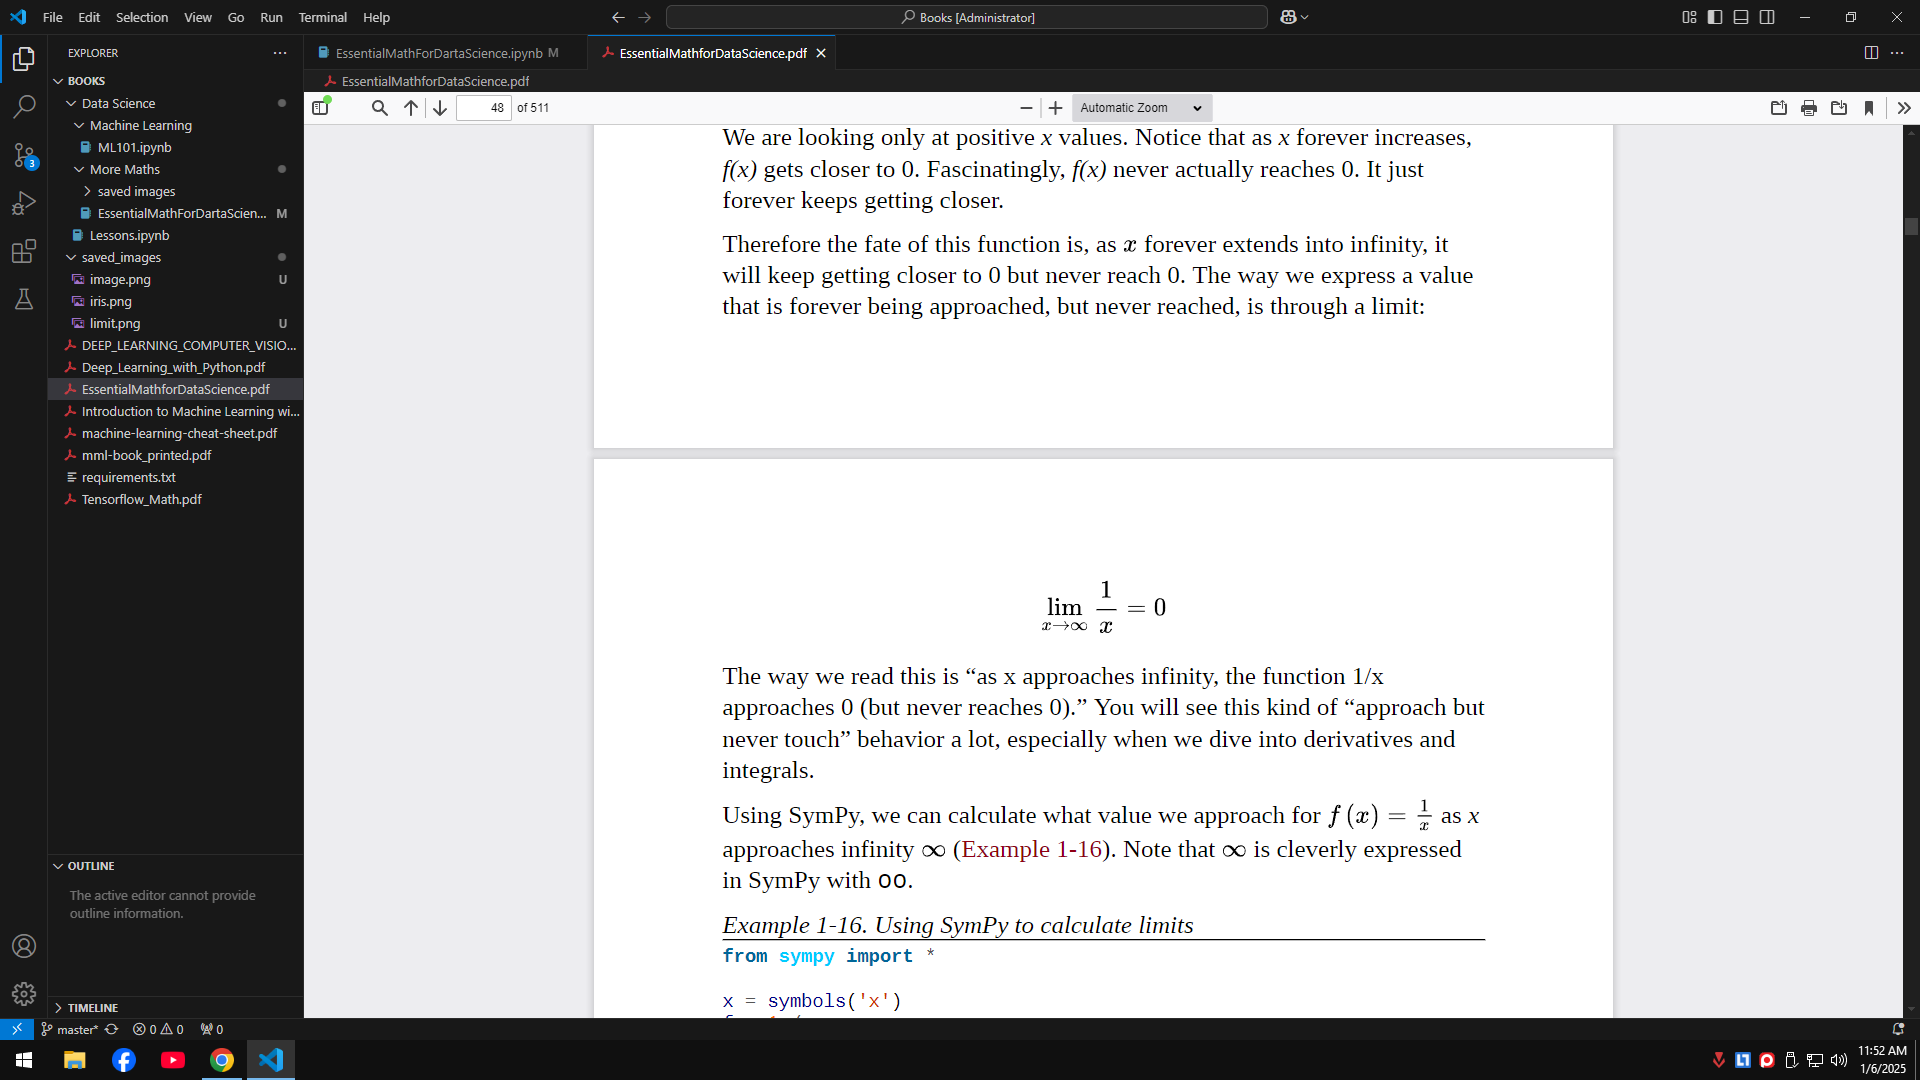 File Edit Selection View Go Run Terminal Help
Books [Administrator]
EXPLORER
BOOKS
Data Science
Machine Learning
ML101.ipynb
More Maths
saved images
EssentialMathForDartaScien... M
Lessons.ipynb
saved_images
image.png U
iris.png
limit.png U
DEEP_LEARNING_COMPUTER_VISIO...
Deep_Learning_with_Python.pdf
EssentialMathforDataScience.pdf
Introduction to Machine Learning wi...
machine-learning-cheat-sheet.pdf
mml-book_printed.pdf
requirements.txt
Tensorflow_Math.pdf
OUTLINE
The active editor cannot provide
outline information.
TIMELINE
EssentialMathForDartaScience.ipynb M
EssentialMathforDataScience.pdf
EssentialMathforDataScience.pdf
48 of 511
Automatic Zoom
We are looking only at positive x values. Notice that as x forever increases,
f(x) gets closer to 0. Fascinatingly, f(x) never actually reaches 0. It just
forever keeps getting closer.
Therefore the fate of this function is, as x forever extends into infinity, it
will keep getting closer to 0 but never reach 0. The way we express a value
that is forever being approached, but never reached, is through a limit:
lim x→∞ 1/x = 0
The way we read this is “as x approaches infinity, the function 1/x
approaches 0 (but never reaches 0).” You will see this kind of “approach but
never touch” behavior a lot, especially when we dive into derivatives and
integrals.
Using SymPy, we can calculate what value we approach for f (x) = 1/x as x
approaches infinity ∞ (Example 1-16). Note that ∞ is cleverly expressed
in SymPy with oo.
Example 1-16. Using SymPy to calculate limits
from sympy import *
x = symbols('x')
3
master* 0 0 0
11:52 AM
1/6/2025